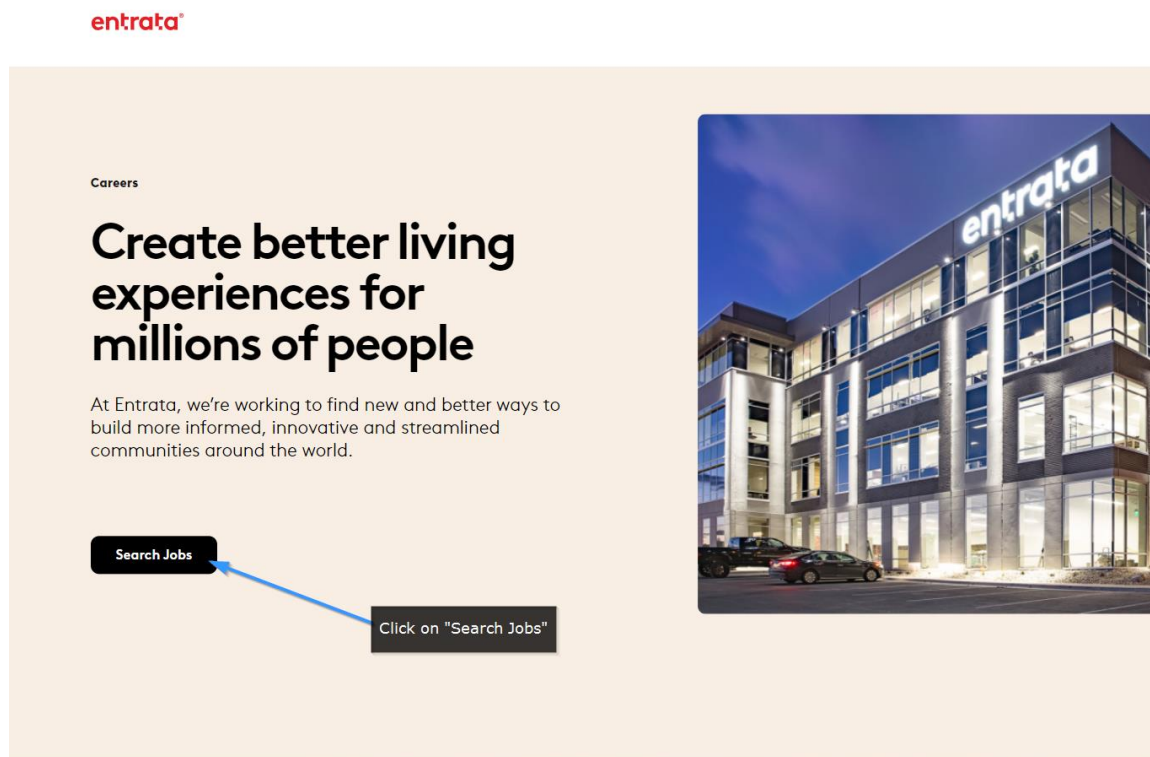 entrata®
Careers
entrata
Create better living
experiences for
millions of people
At Entrata, we’re working to find new and better ways to
build more informed, innovative and streamlined
communities around the world.
Search Jobs
Click on "Search Jobs"